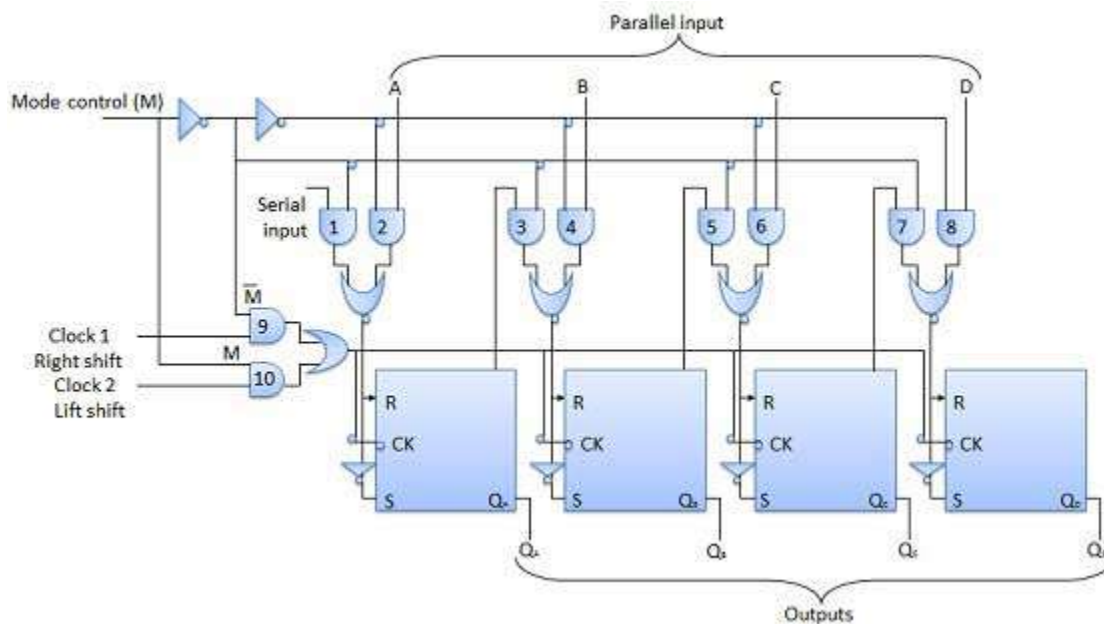 Parallel input
A
B
C
D
Mode control (M)
Serial
input
1
2
3
4
5
6
7
8
M
9
Clock 1
Right shift
M
10
Clock 2
Lift shift
R
R
R
R
CK
CK
CK
CK
S
Q
S
Q
S
Q
S
Q
Q
Q
Q
Q
Outputs